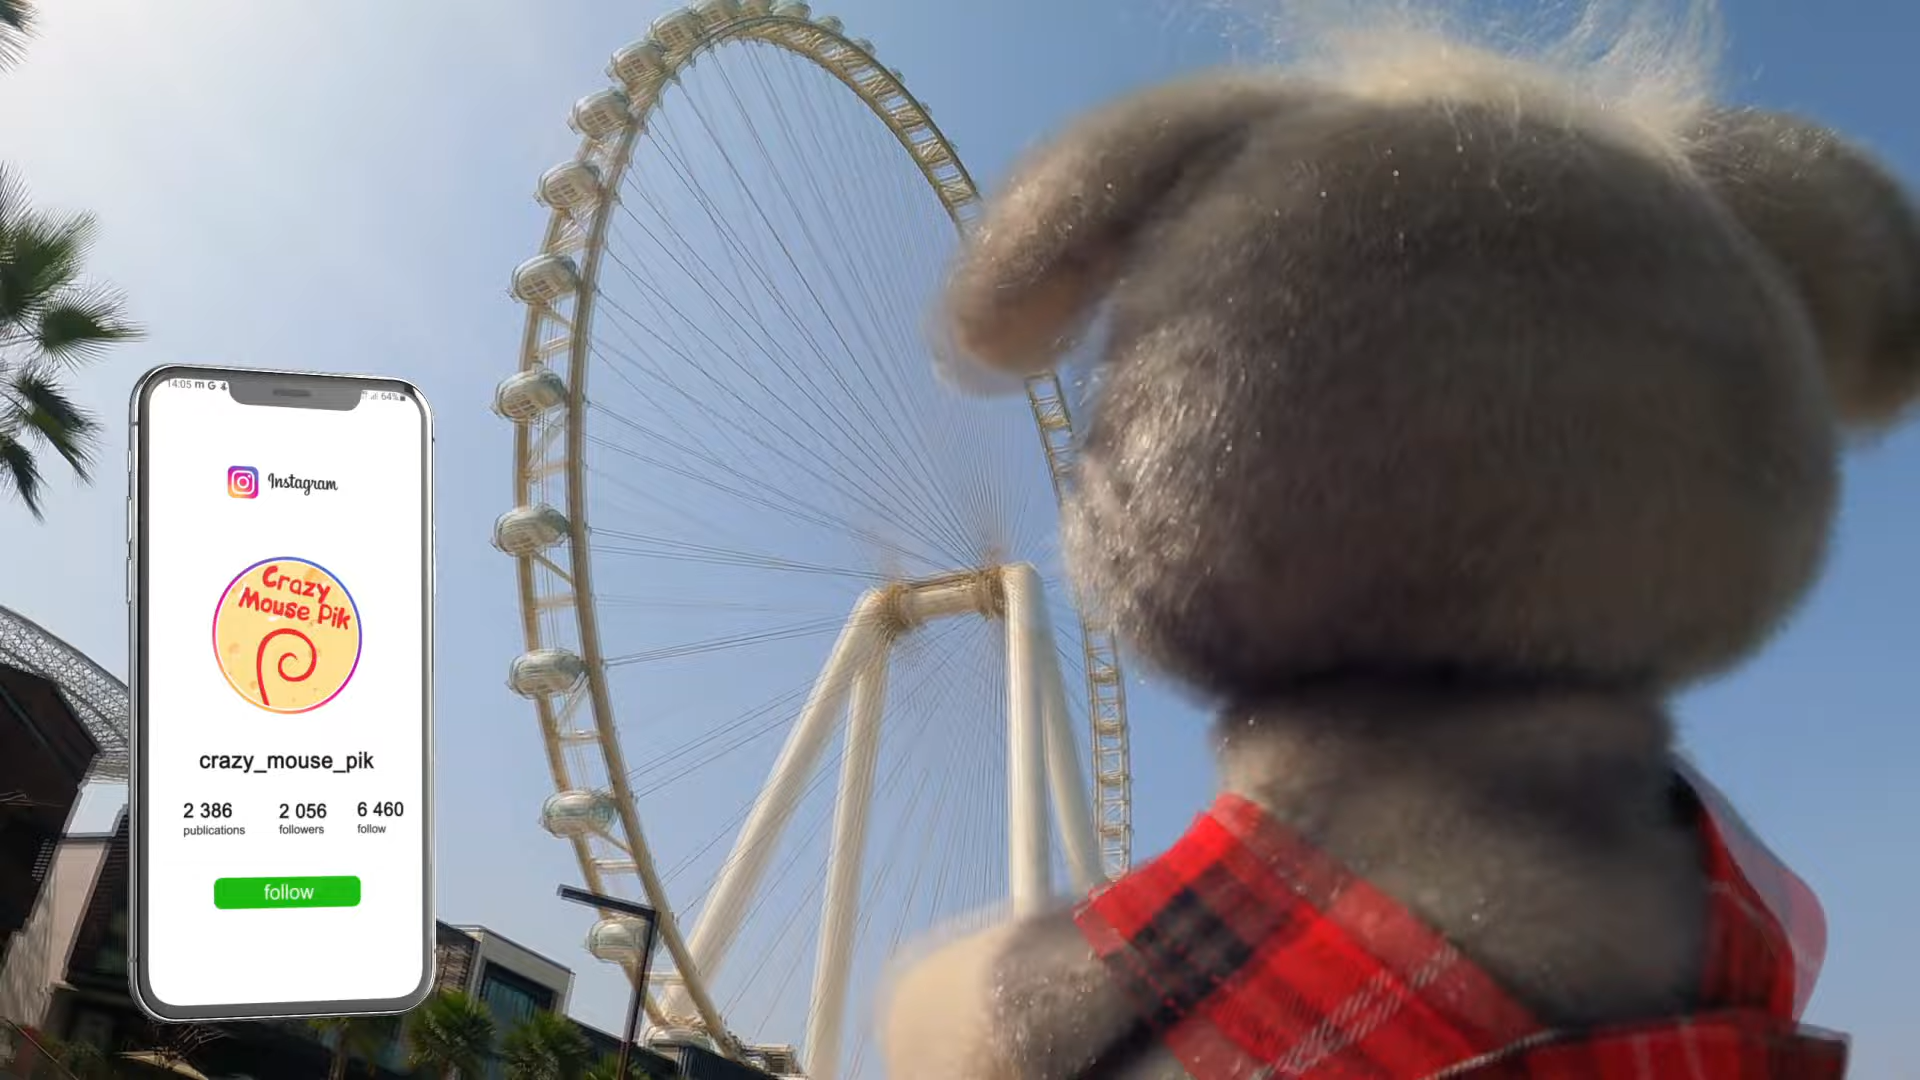 14:05 m G
64%
Instagram
Crazy
Mouse Pik
crazy_mouse_pik
2 386 2 056 6 460
publications followers follow
follow